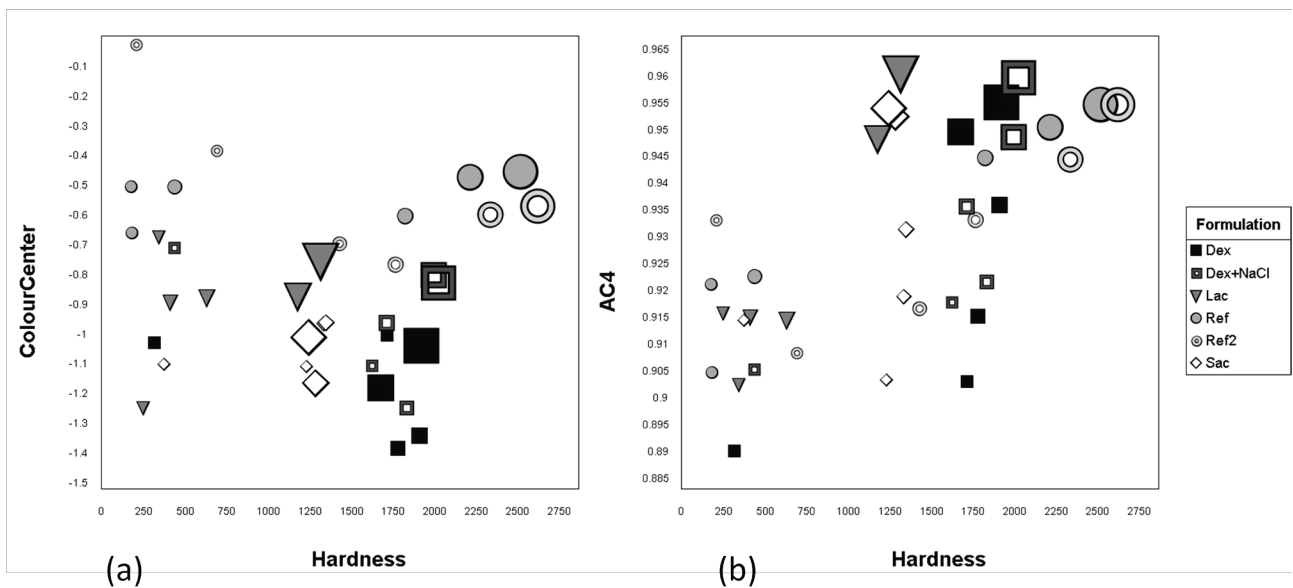 -0.1
-0.2
-0.3
-0.4
-0.5
-0.6
-0.7
-0.8
-0.9
-1
-1.1
-1.2
-1.3
-1.4
-1.5
ColourCenter
0 250 500 750 1000 1250 1500 1750 2000 2250 2500 2750
Hardness
(a)
0.965
0.96
0.955
0.95
0.945
0.94
0.935
0.93
0.925
0.92
0.915
0.91
0.905
0.9
0.895
0.89
0.885
AC4
0 250 500 750 1000 1250 1500 1750 2000 2250 2500 2750
Hardness
(b)
Formulation
Dex
Dex+NaCl
Lac
Ref
Ref2
Sac